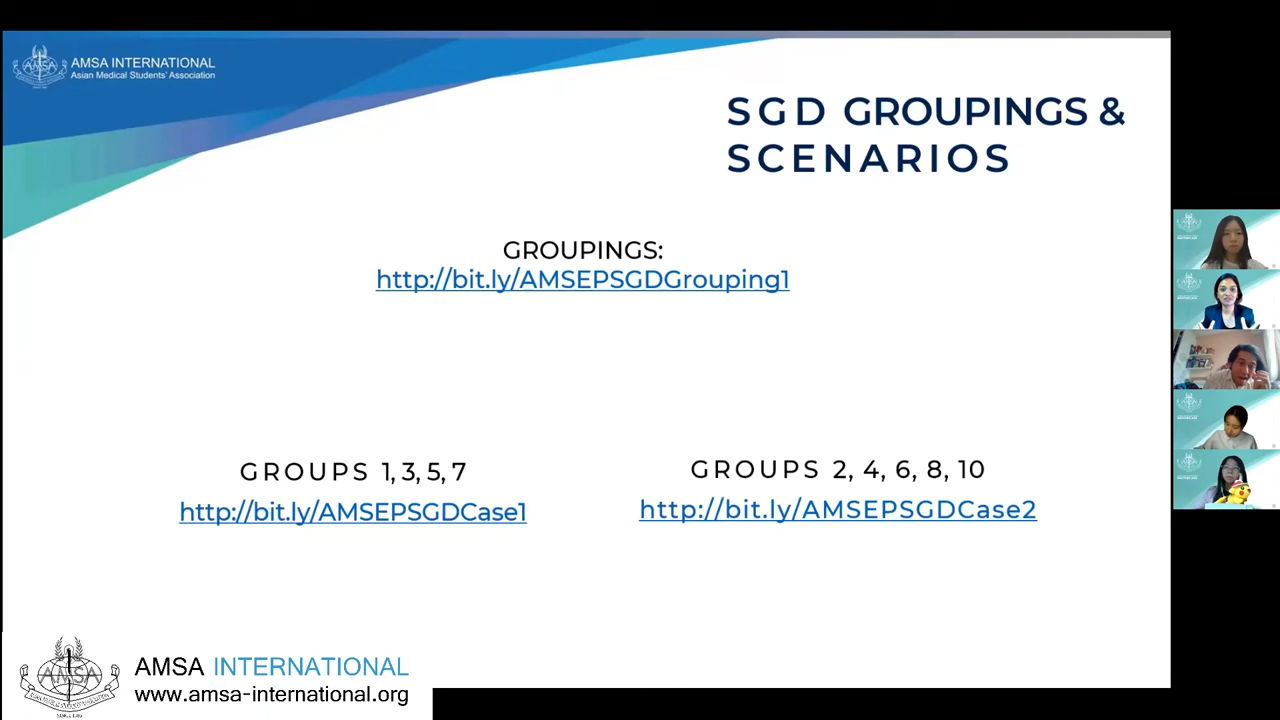 AMSA INTERNATIONAL
Asian Medical Students' Association
SGD GROUPINGS &
SCENARIOS
GROUPINGS:
http://bit.ly/AMSEPSGDGrouping1
GROUPS 1, 3, 5, 7
http://bit.ly/AMSEPSGDCase1
GROUPS 2, 4, 6, 8, 10
http://bit.ly/AMSEPSGDCase2
AMSA
AMSA INTERNATIONAL
www.amsa-international.org